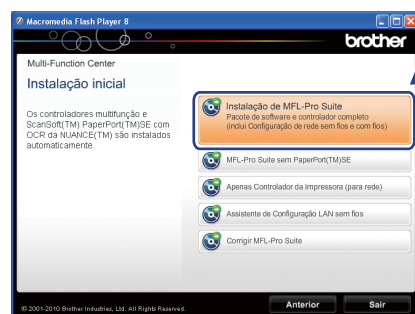 Macromedia Flash Player 8
brother
Multi-Function Center
Instalação inicial
Os controladores multifunção e
ScanSoft(TM) PaperPort(TM)SE com
OCR da NUANCE(TM) são instalados
automaticamente.
Instalação de MFL-Pro Suite
Pacote de software e controlador completo
(inclui Configuração de rede sem fios e com fios)
MFL-Pro Suite sem PaperPort(TM)SE
Apenas Controlador da Impressora (para rede)
Assistente de Configuração LAN sem fios
Corrigir MFL-Pro Suite
© 2001-2010 Brother Industries, Ltd. All Rights Reserved.
Anterior
Sair